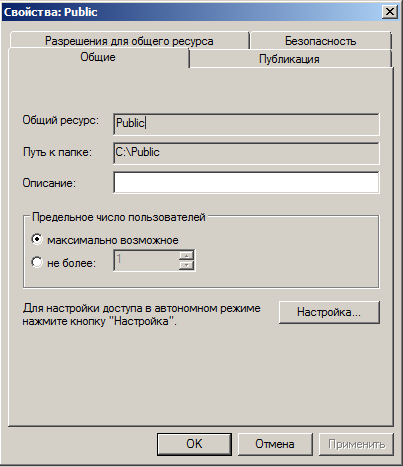 Свойства: Public
Разрешения для общего ресурса
Безопасность
Общие
Публикация
Общий ресурс:
Public
Путь к папке:
C:\Public
Описание:
Предельное число пользователей
максимально возможное
не более:
1
Для настройки доступа в автономном режиме
нажмите кнопку "Настройка".
Настройка...
OK
Отмена
Применить